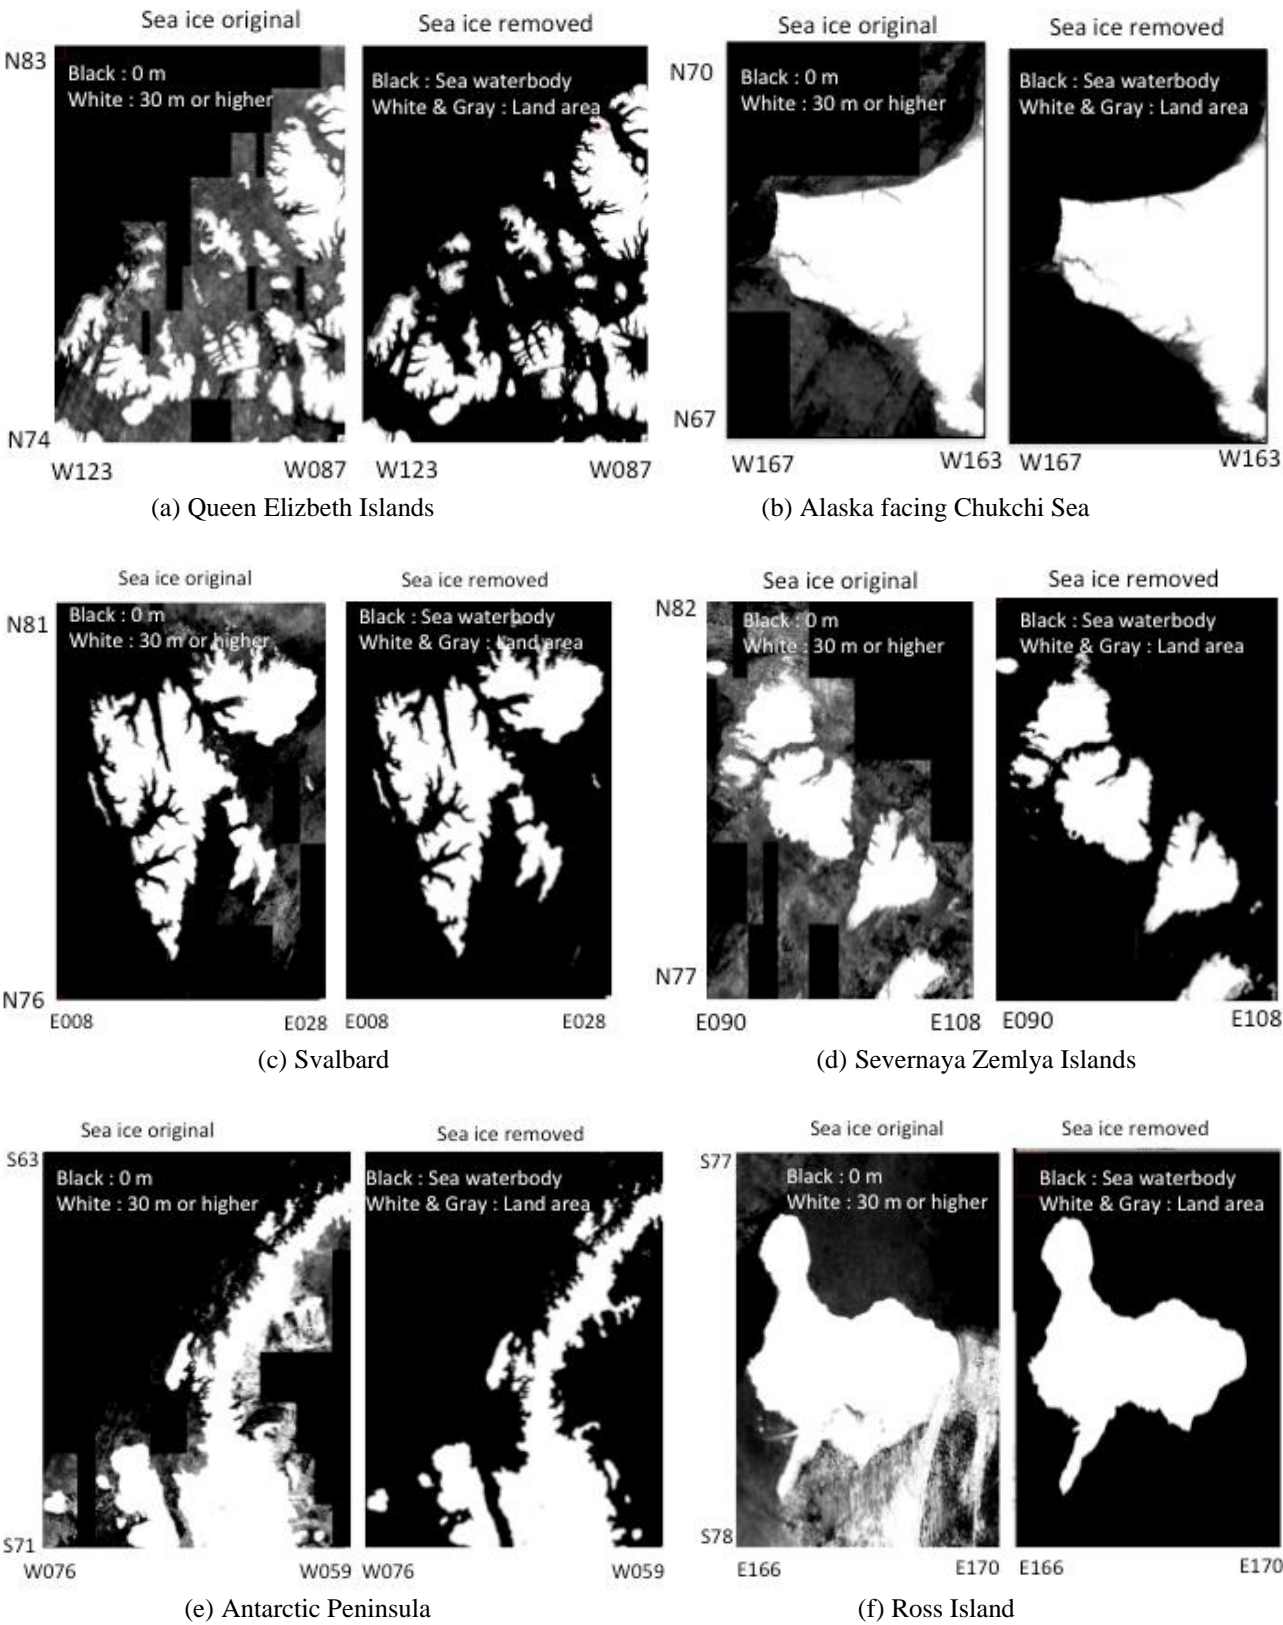 Sea ice original
Sea ice removed
N83
Black : 0 m
White : 30 m or higher
Black : Sea waterbody
White & Gray : Land area
N74
W123
W087
W123
W087
(a) Queen Elizbeth Islands
Sea ice original
Sea ice removed
N70
Black : 0 m
White : 30 m or higher
Black : Sea waterbody
White & Gray : Land area
N67
W167
W163
W167
W163
(b) Alaska facing Chukchi Sea
Sea ice original
Sea ice removed
N81
Black : 0 m
White : 30 m or higher
Black : Sea waterbody
White & Gray : Land area
N76
E008
E028
E008
E028
(c) Svalbard
Sea ice original
Sea ice removed
N82
Black : 0 m
White : 30 m or higher
Black : Sea waterbody
White & Gray : Land area
N77
E090
E108
E090
E108
(d) Severnaya Zemlya Islands
Sea ice original
Sea ice removed
S63
Black : 0 m
White : 30 m or higher
Black : Sea waterbody
White & Gray : Land area
S71
W076
W059
W076
W059
(e) Antarctic Peninsula
Sea ice original
Sea ice removed
S77
Black : 0 m
White : 30 m or higher
Black : Sea waterbody
White & Gray : Land area
S78
E166
E170
E166
E170
(f) Ross Island